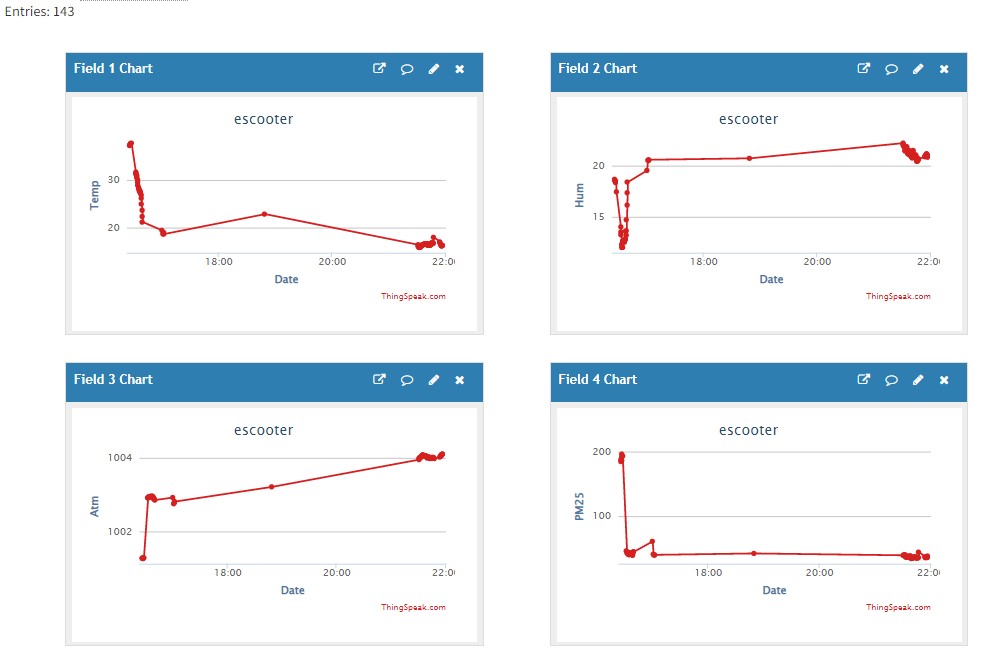 Entries: 143
Field 1 Chart
escooter
30
20
Temp
18:00
20:00
22:0
Date
ThingSpeak.com
Field 2 Chart
escooter
20
15
Hum
18:00
20:00
22:0
Date
ThingSpeak.com
Field 3 Chart
escooter
1004
1002
Atm
18:00
20:00
22:0
Date
ThingSpeak.com
Field 4 Chart
escooter
200
100
PM25
18:00
20:00
22:0
Date
ThingSpeak.com